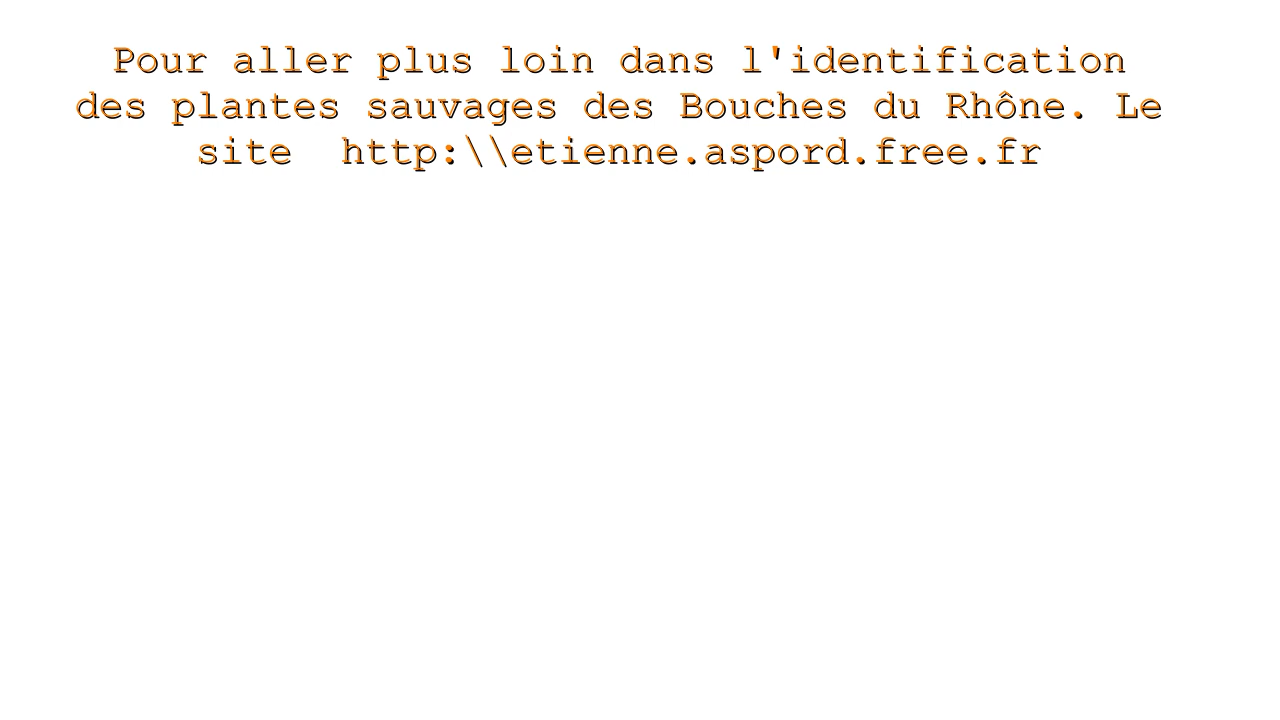 Pour aller plus loin dans l'identification
des plantes sauvages des Bouches du Rhône. Le
site  http:\\etienne.aspord.free.fr